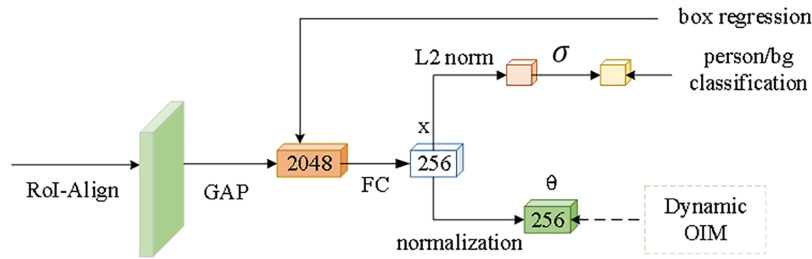 box regression
L2 norm
σ
person/bg
classification
x
2048
256
RoI-Align
GAP
FC
θ
256
normalization
Dynamic
OIM